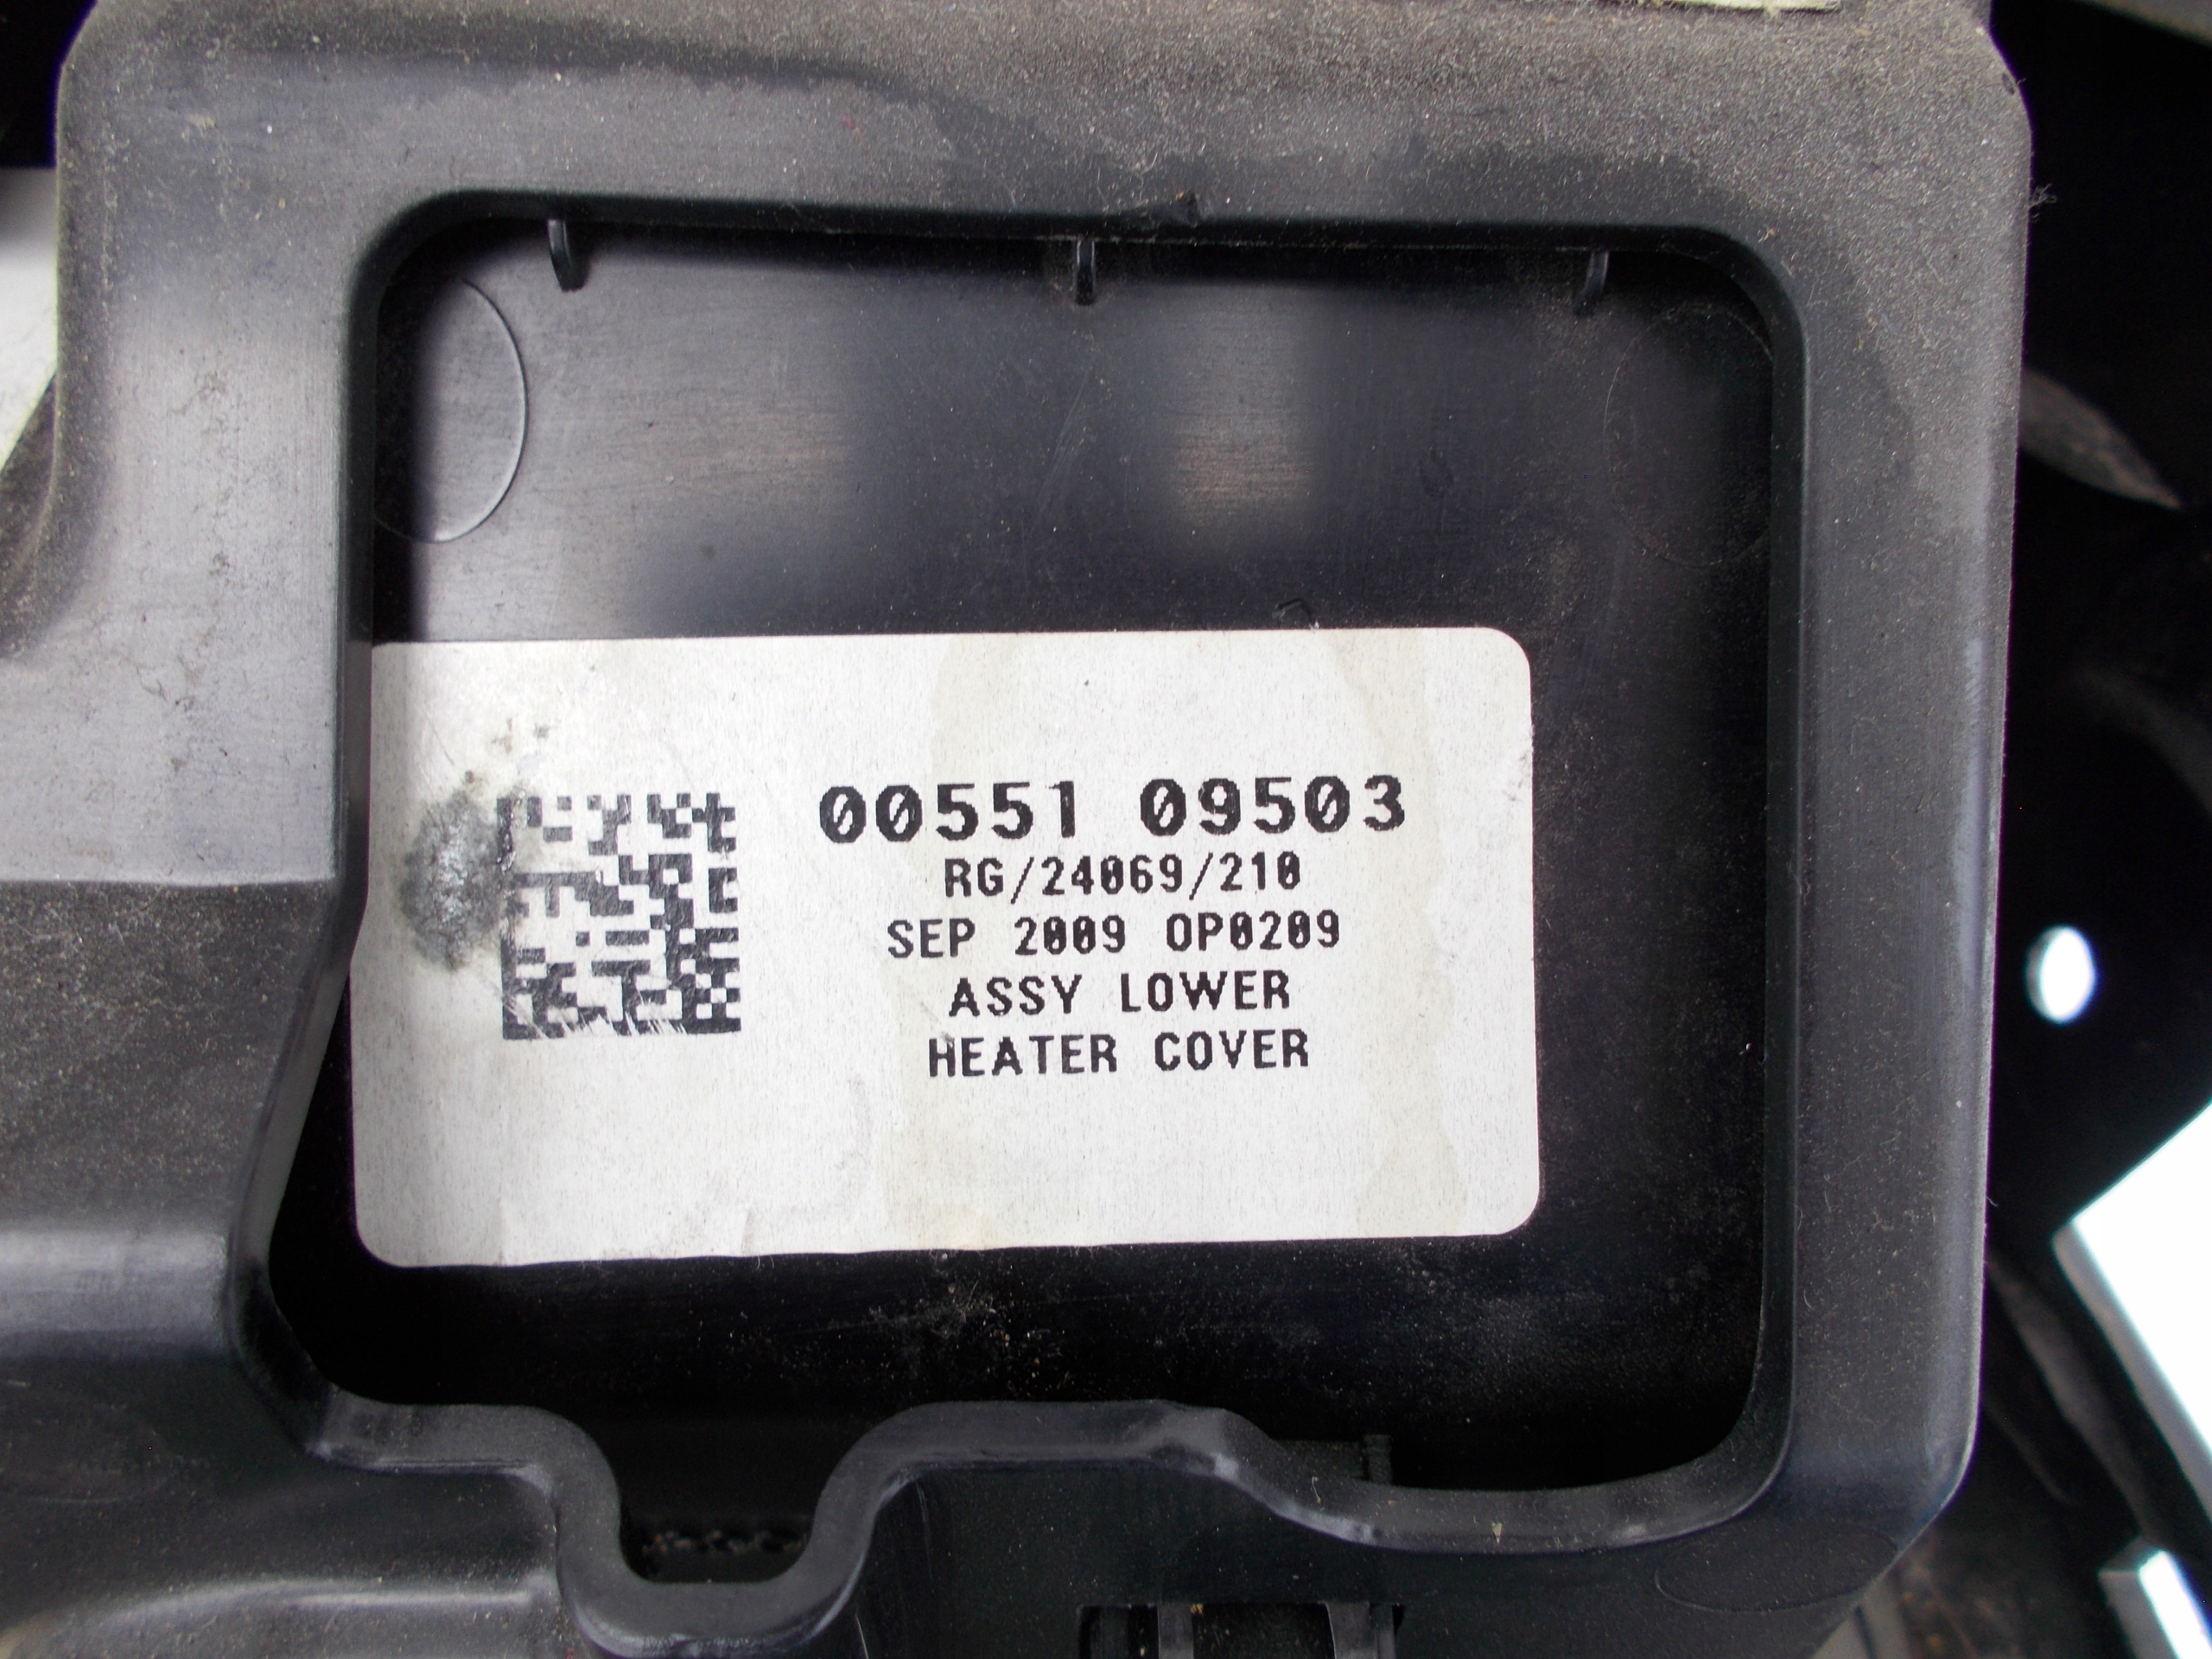 00551 09503
RG/24069/210
SEP 2009 OP0209
ASSY LOWER
HEATER COVER